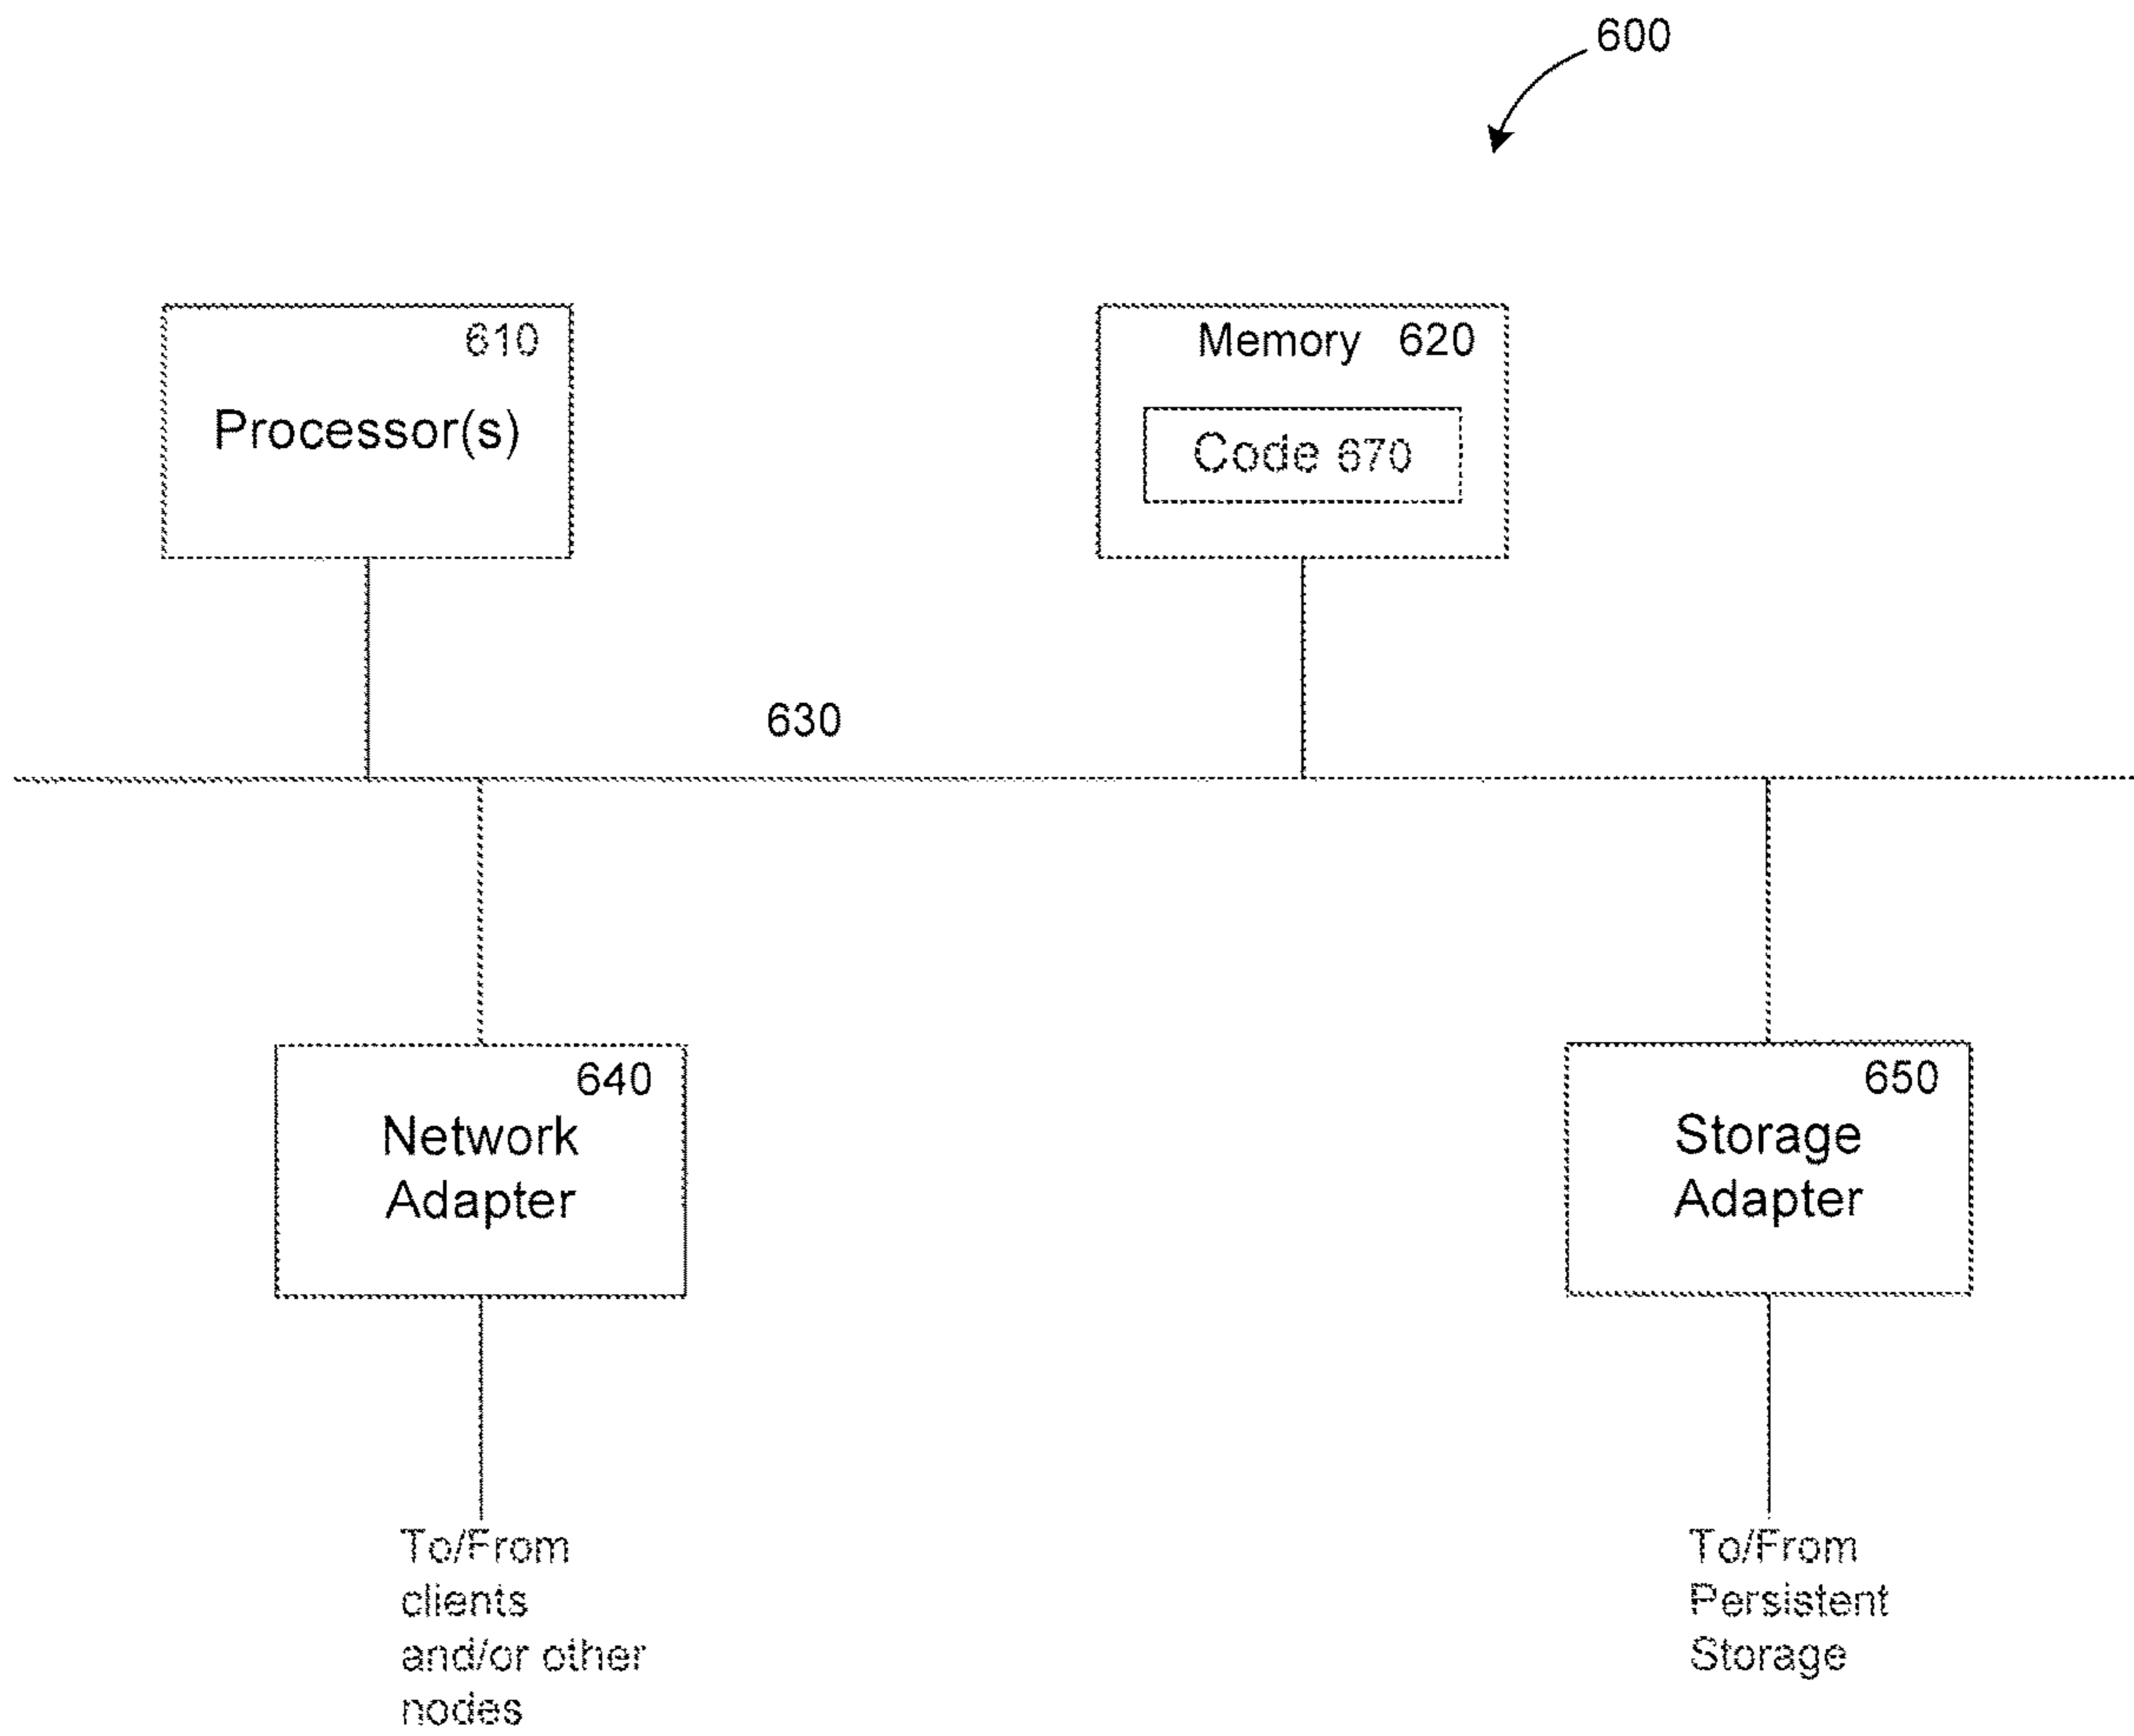 600
610
Processor(s)
Memory 620
Code 670
630
640
Network
Adapter
650
Storage
Adapter
To/From
clients
and/or other
nodes
To/From
Persistent
Storage